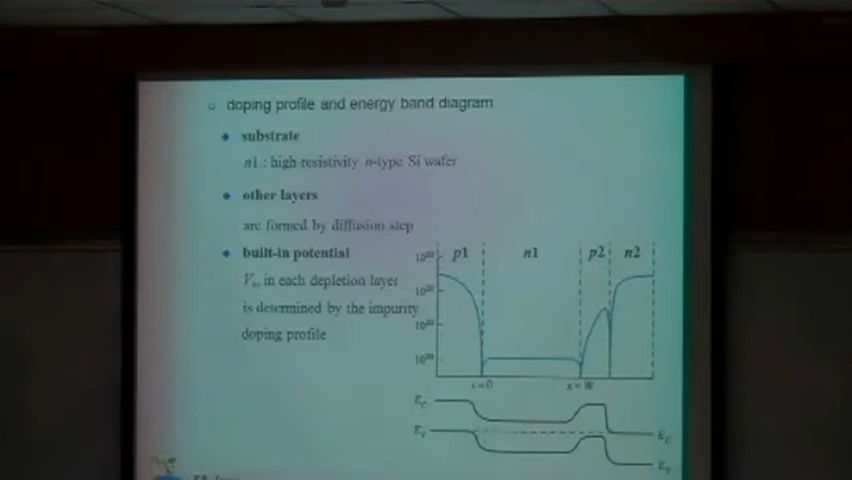 doping profile and energy band diagram
substrate
n1 : high-resistivity n-type Si wafer
other layers
are formed by diffusion step
built-in potential
in each depletion layer
is determined by the impurity
doping profile
p1 n1 p2 n2
x = 0 x = W
E_C
E_V
E_C
E_V